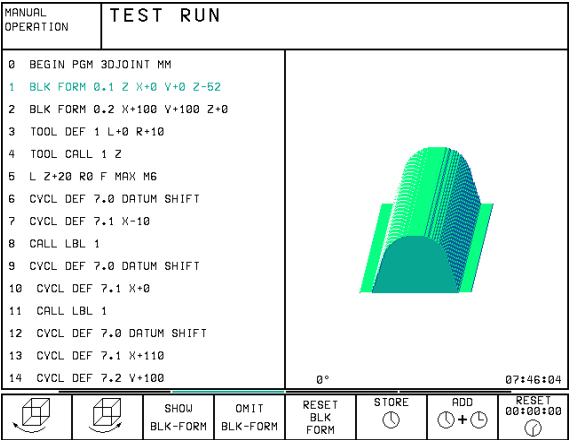 MANUAL
OPERATION
TEST RUN
0 BEGIN PGM 3DJOINT MM
1 BLK FORM 0.1 Z X+0 Y+0 Z-52
2 BLK FORM 0.2 X+100 Y+100 Z+0
3 TOOL DEF 1 L+0 R+10
4 TOOL CALL 1 Z
5 L Z+20 R0 F MAX M6
6 CYCL DEF 7.0 DATUM SHIFT
7 CYCL DEF 7.1 X-10
8 CALL LBL 1
9 CYCL DEF 7.0 DATUM SHIFT
10 CYCL DEF 7.1 X+0
11 CALL LBL 1
12 CYCL DEF 7.0 DATUM SHIFT
13 CYCL DEF 7.1 X+110
14 CYCL DEF 7.2 Y+100
0° 07:46:04
SHOW
BLK-FORM
OMIT
BLK-FORM
RESET
BLK
FORM
STORE
ADD
+
RESET
00:00:00